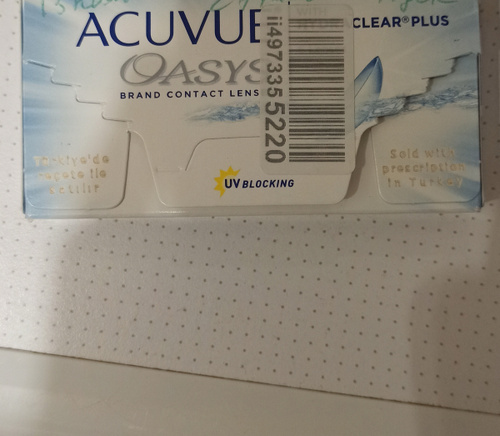 ACUVUE
CLEAR®PLUS
OASYS
BRAND CONTACT LENS
ii4973355220
Türkiye'de
reçete ile
satılır
Sold with
prescription
in Turkey
UV BLOCKING